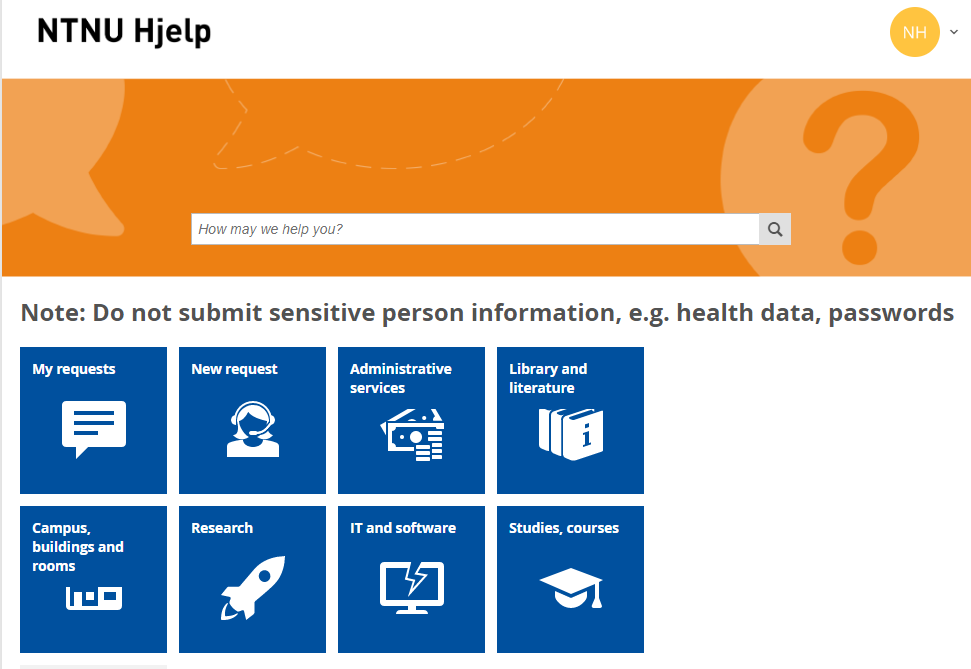 NTNU Hjelp
NH
How may we help you?
Note: Do not submit sensitive person information, e.g. health data, passwords
My requests
New request
Administrative
services
Library and
literature
i
Campus,
buildings and
rooms
Research
IT and software
Studies, courses